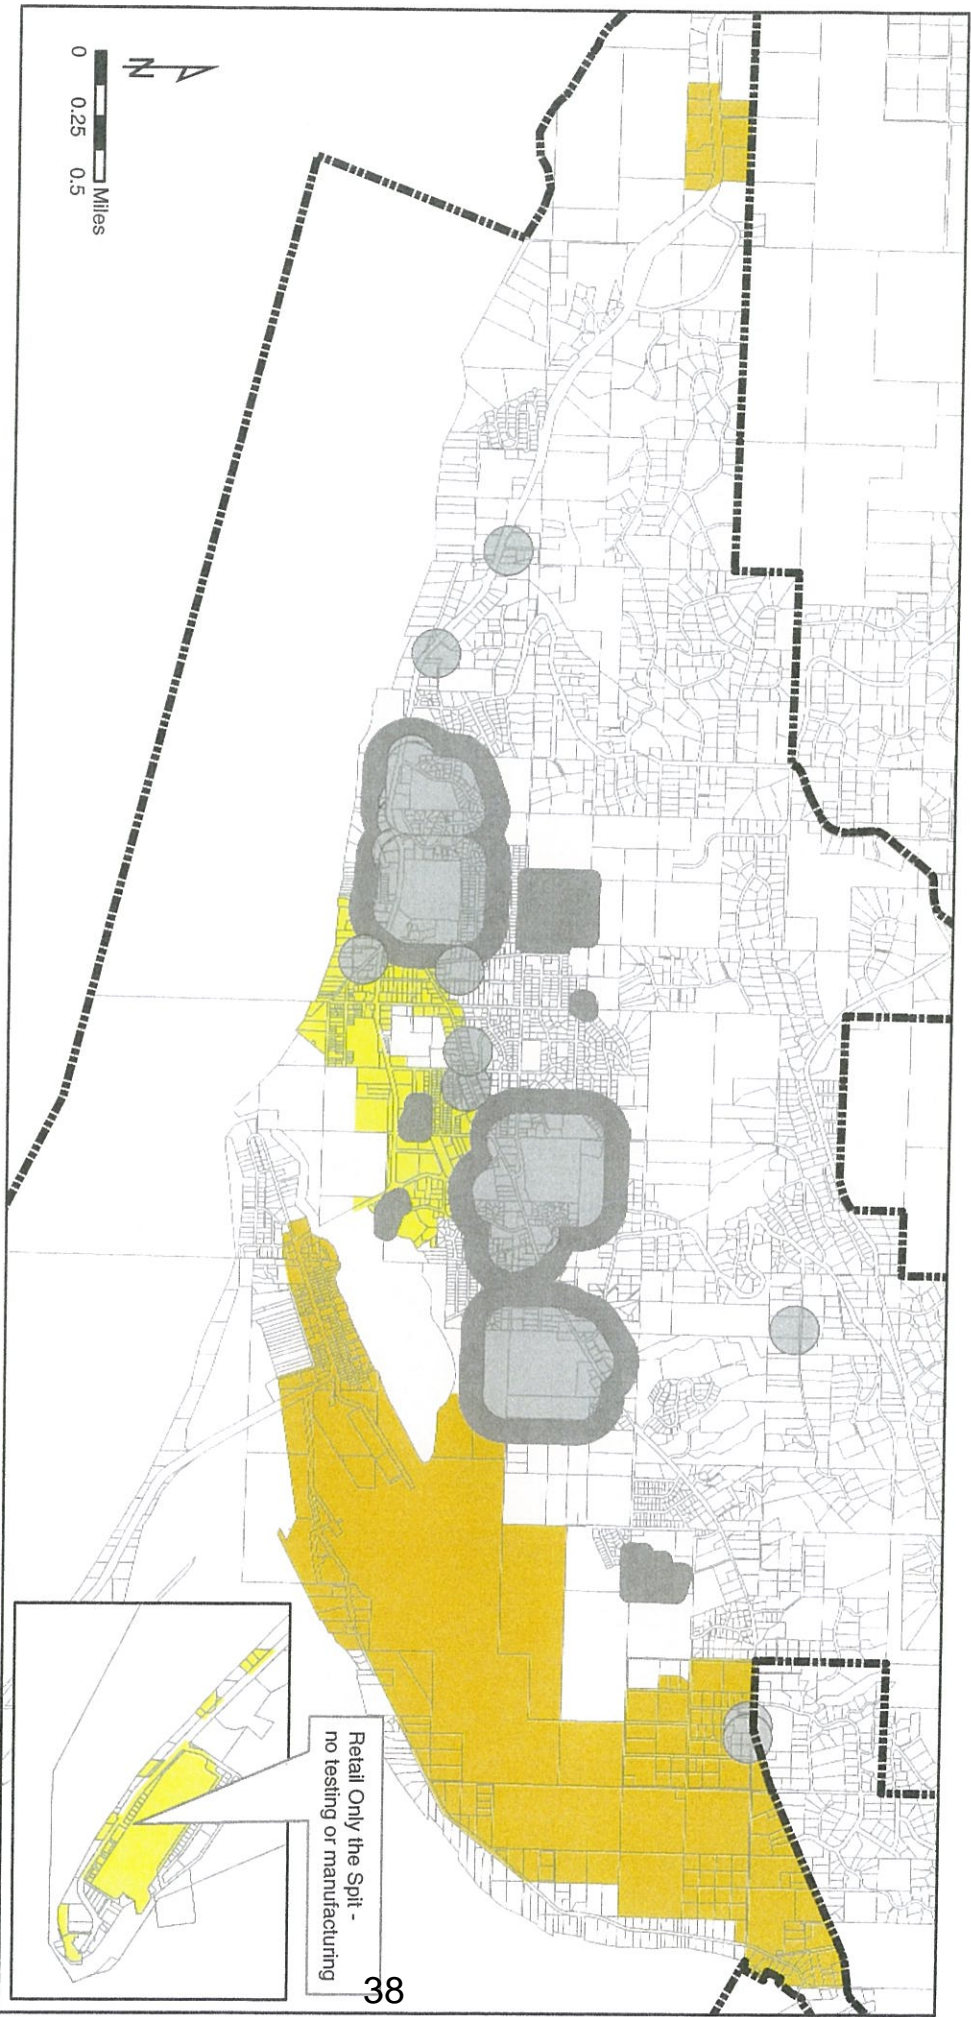 N
0 0.25 0.5
Miles
Retail Only the Spit -
no testing or manufacturing
38